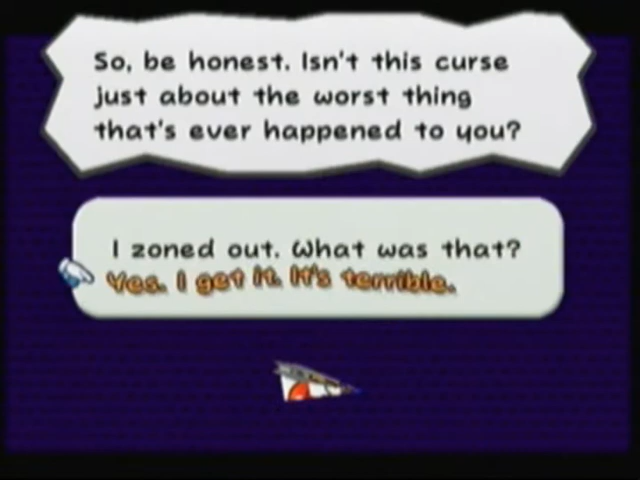 So, be honest. Isn't this curse
just about the worst thing
that's ever happened to you?
I zoned out. What was that?
Yes. I get it. It's terrible.